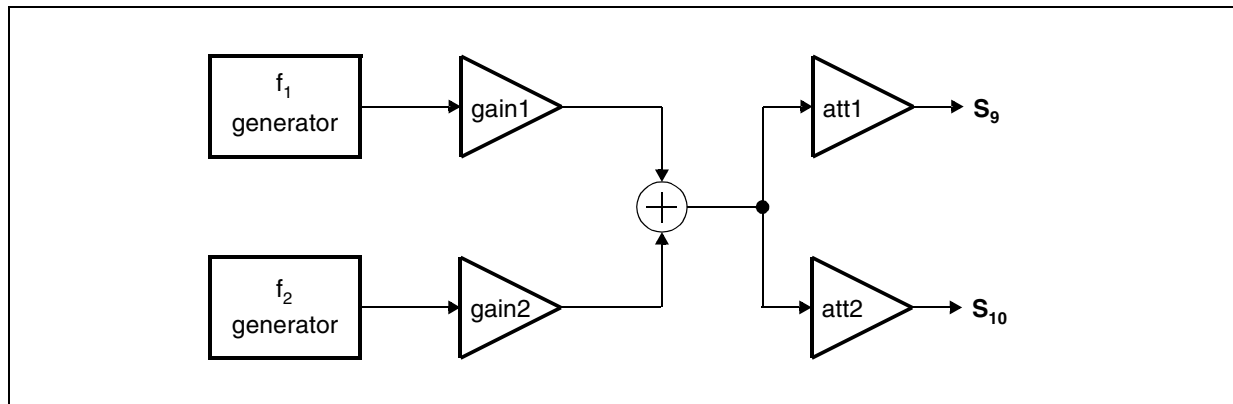 f₁
generator
gain1
att1
S₉
f₂
generator
gain2
att2
S₁₀